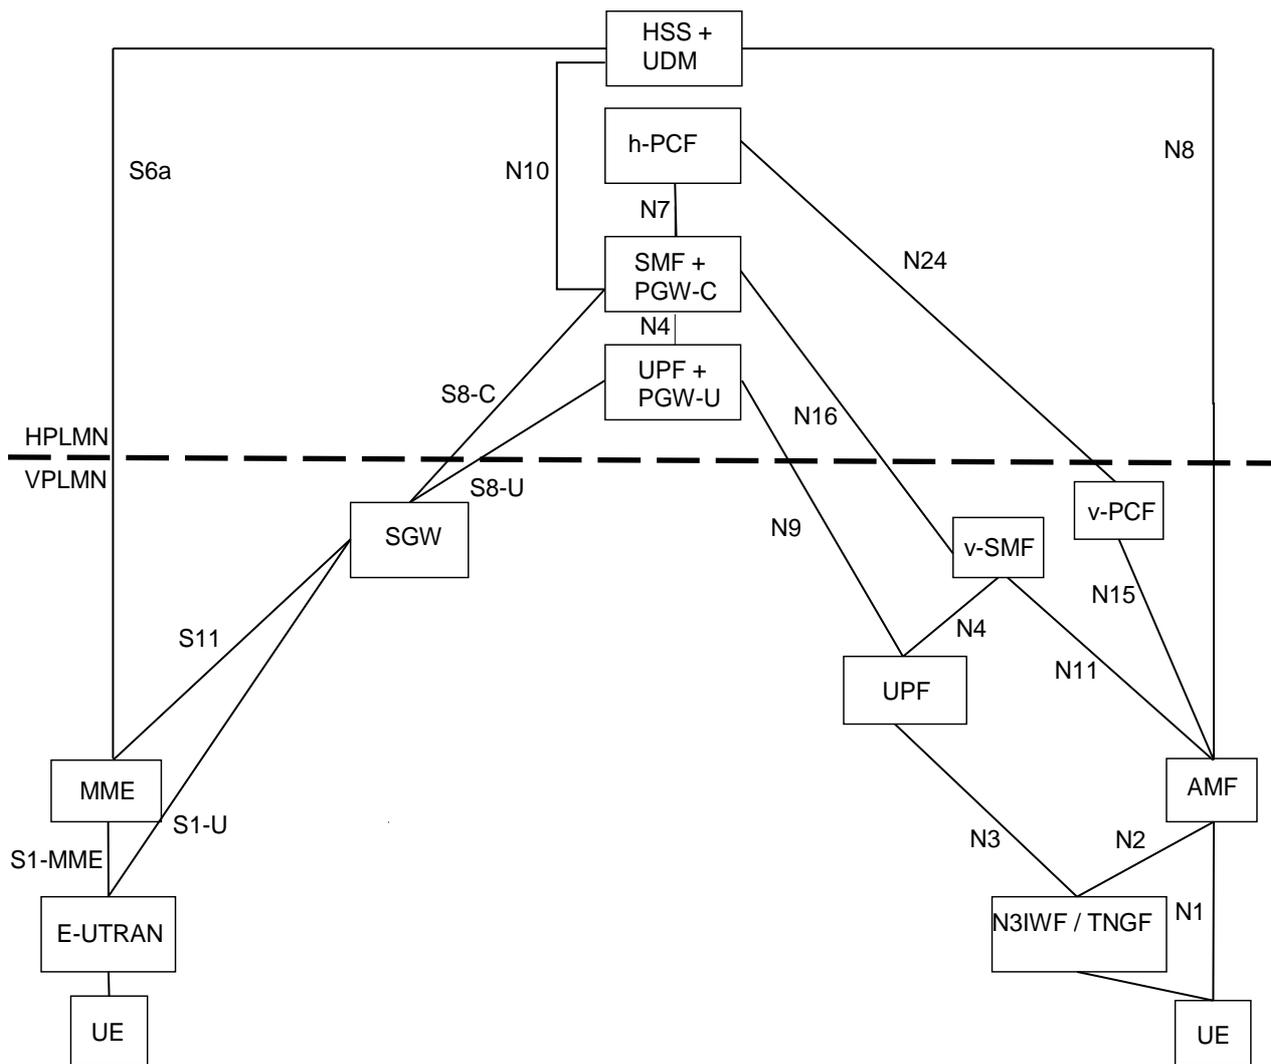 HSS +
UDM
h-PCF
N8
S6a
N10
N7
N24
SMF +
PGW-C
N4
UPF +
PGW-U
S8-C
N16
HPLMN
VPLMN
S8-U
v-PCF
SGW
N9
v-SMF
N15
N4
S11
N11
UPF
MME
AMF
S1-U
N3
N2
S1-MME
N1
N3IWF / TNGF
E-UTRAN
UE
UE